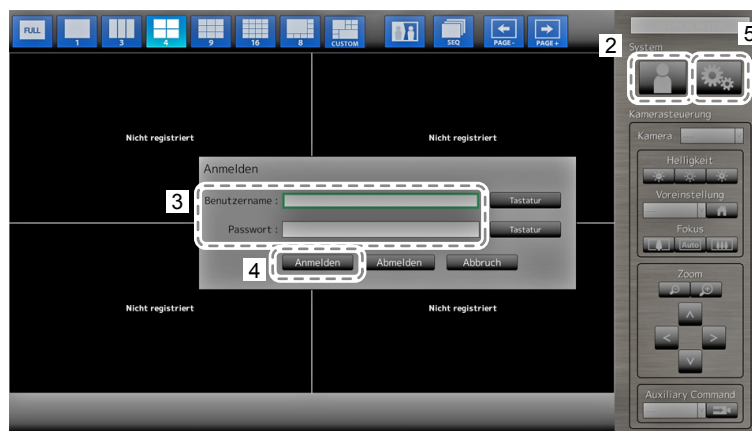 FULL
1
3
4
9
16
8
CUSTOM
SEQ
PAGE-
PAGE+
5
2
System
Kamerasteuerung
Nicht registriert
Nicht registriert
Kamera
Anmelden
Helligkeit
3
Benutzername :
Tastatur
Voreinstellung
Passwort :
Tastatur
Fokus
Auto
4
Anmelden
Abmelden
Abbruch
Zoom
Nicht registriert
Nicht registriert
Auxiliary Command